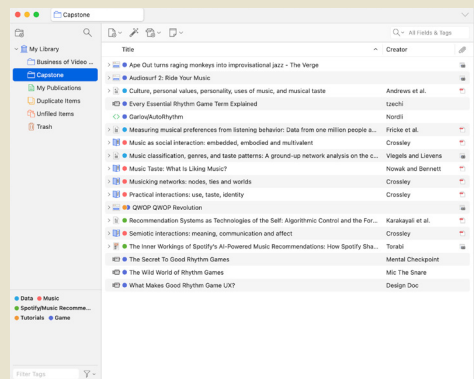 Capstone
All Fields & Tags
My Library
Business of Video ...
Capstone
My Publications
Duplicate Items
Unfiled Items
Trash
Title
Creator
Ape Out turns raging monkeys into improvisational jazz - The Verge
Audiosurf 2: Ride Your Music
Culture, personal values, personality, uses of music, and musical taste
Andrews et al.
Every Essential Rhythm Game Term Explained
tzechi
Garlov/AutoRhythm
Nordli
Measuring musical preferences from listening behavior: Data from one million people a...
Fricke et al.
Music as social interaction: embedded, embodied and multivalent
Crossley
Music classification, genres, and taste patterns: A ground-up network analysis on the c...
Vlegels and Lievens
Music Taste: What Is Liking Music?
Nowak and Bennett
Musicking networks: nodes, ties and worlds
Crossley
Practical interactions: use, taste, identity
Crossley
QWOP QWOP Revolution
Recommendation Systems as Technologies of the Self: Algorithmic Control and the For...
Karakayali et al.
Semiotic interactions: meaning, communication and affect
Crossley
The Inner Workings of Spotify's AI-Powered Music Recommendations: How Spotify Sha...
Torabi
The Secret To Good Rhythm Games
Mental Checkpoint
The Wild World of Rhythm Games
Mic The Snare
What Makes Good Rhythm Game UX?
Design Doc
Data Music
Spotify/Music Recomme...
Tutorials Game
Filter Tags